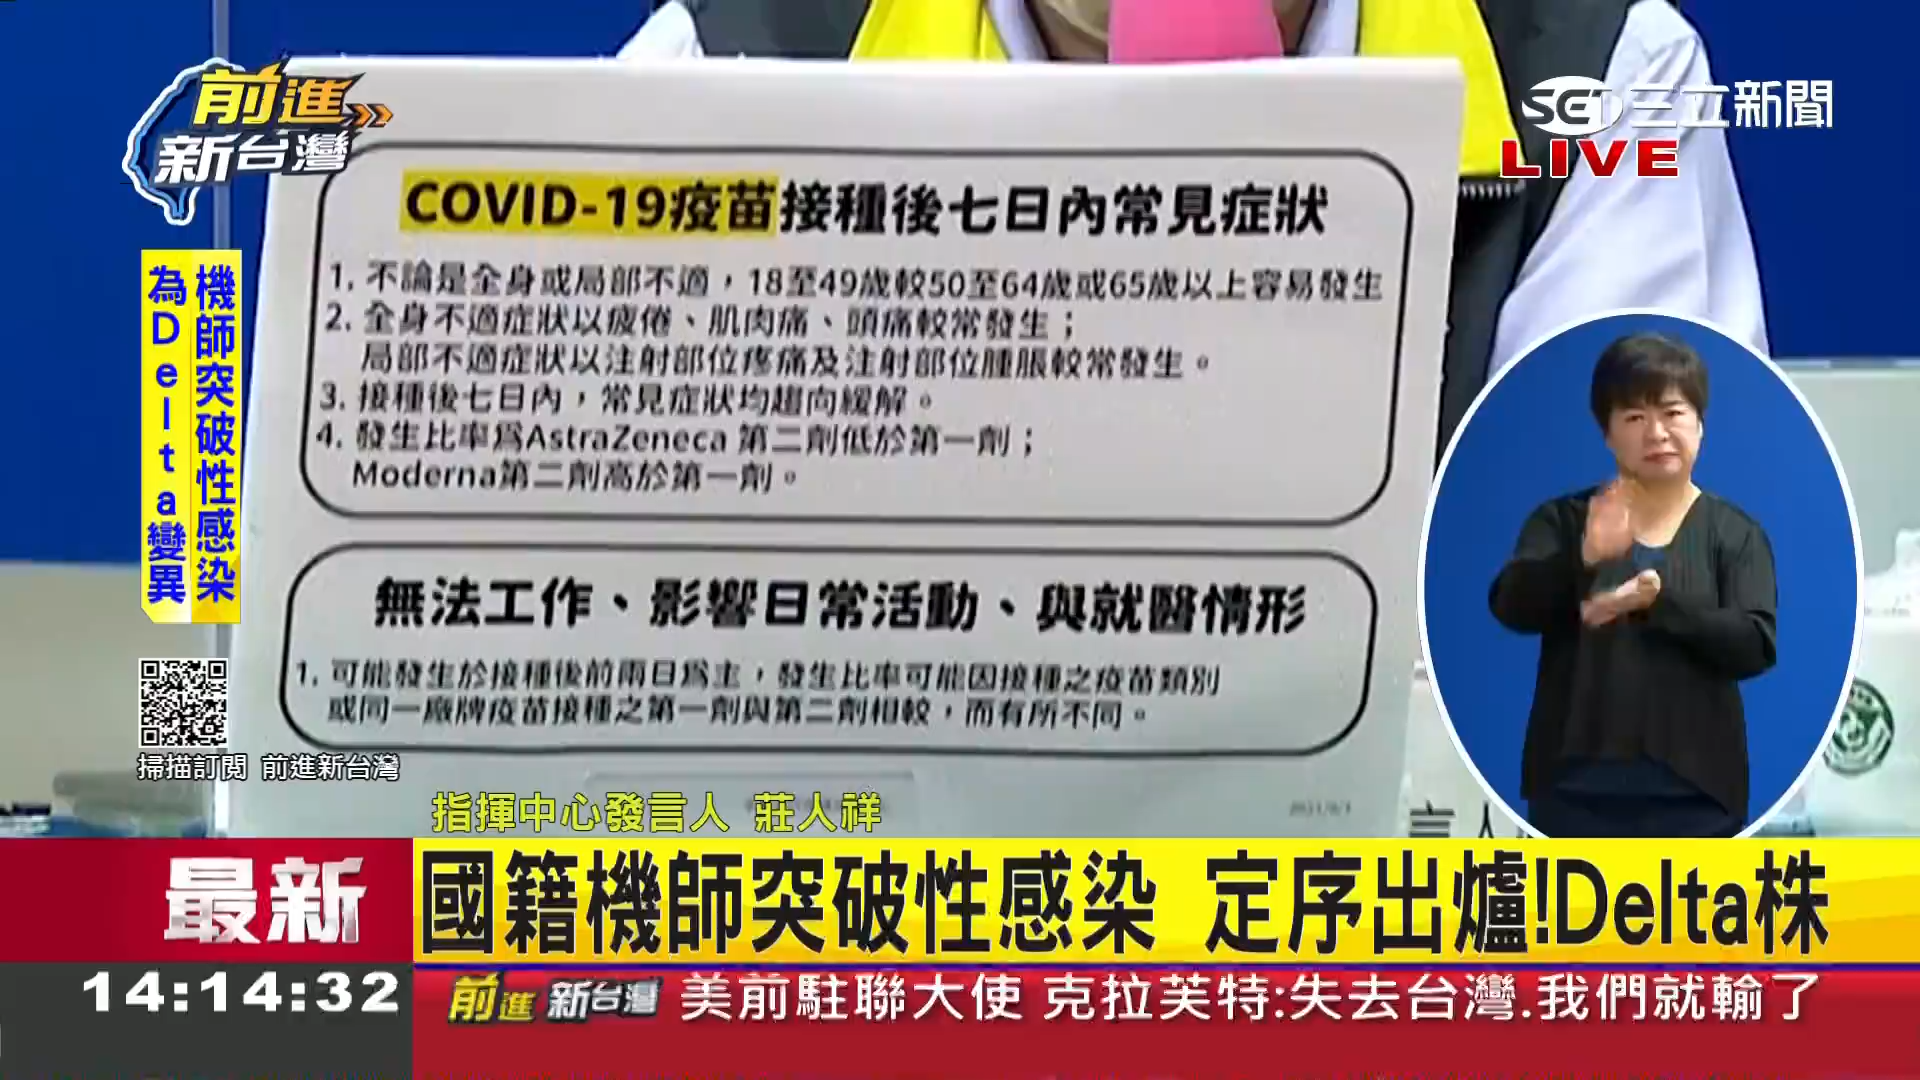 前進
新台灣
SET三立新聞
LIVE
機師突破性感染
為Delta變異
COVID-19疫苗接種後七日內常見症狀
1. 不論是全身或局部不適，18至49歲較50至64歲或65歲以上容易發生
2. 全身不適症狀以疲倦、肌肉痛、頭痛較常發生；
局部不適症狀以注射部位疼痛及注射部位腫脹較常發生。
3. 接種後七日內，常見症狀均趨向緩解。
4. 發生比率為AstraZeneca 第二劑低於第一劑；
Moderna第二劑高於第一劑。
無法工作、影響日常活動、與就醫情形
1. 可能發生於接種後前兩日為主，發生比率可能因接種之疫苗類別
或同一廠牌疫苗接種之第一劑與第二劑相較，而有所不同。
掃描訂閱 前進新台灣
指揮中心發言人 莊人祥
言人
最新
國籍機師突破性感染 定序出爐!Delta株
14:14:32
前進新台灣 美前駐聯大使 克拉芙特:失去台灣.我們就輸了